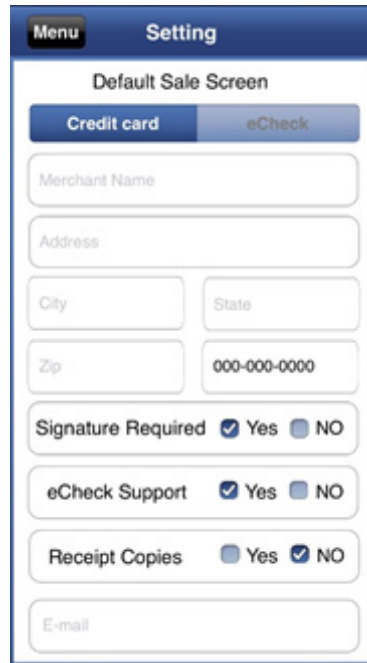 Menu Setting
Default Sale Screen
Credit card eCheck
Merchant Name
Address
City State
Zip 000-000-0000
Signature Required Yes NO
eCheck Support Yes NO
Receipt Copies Yes NO
E-mail